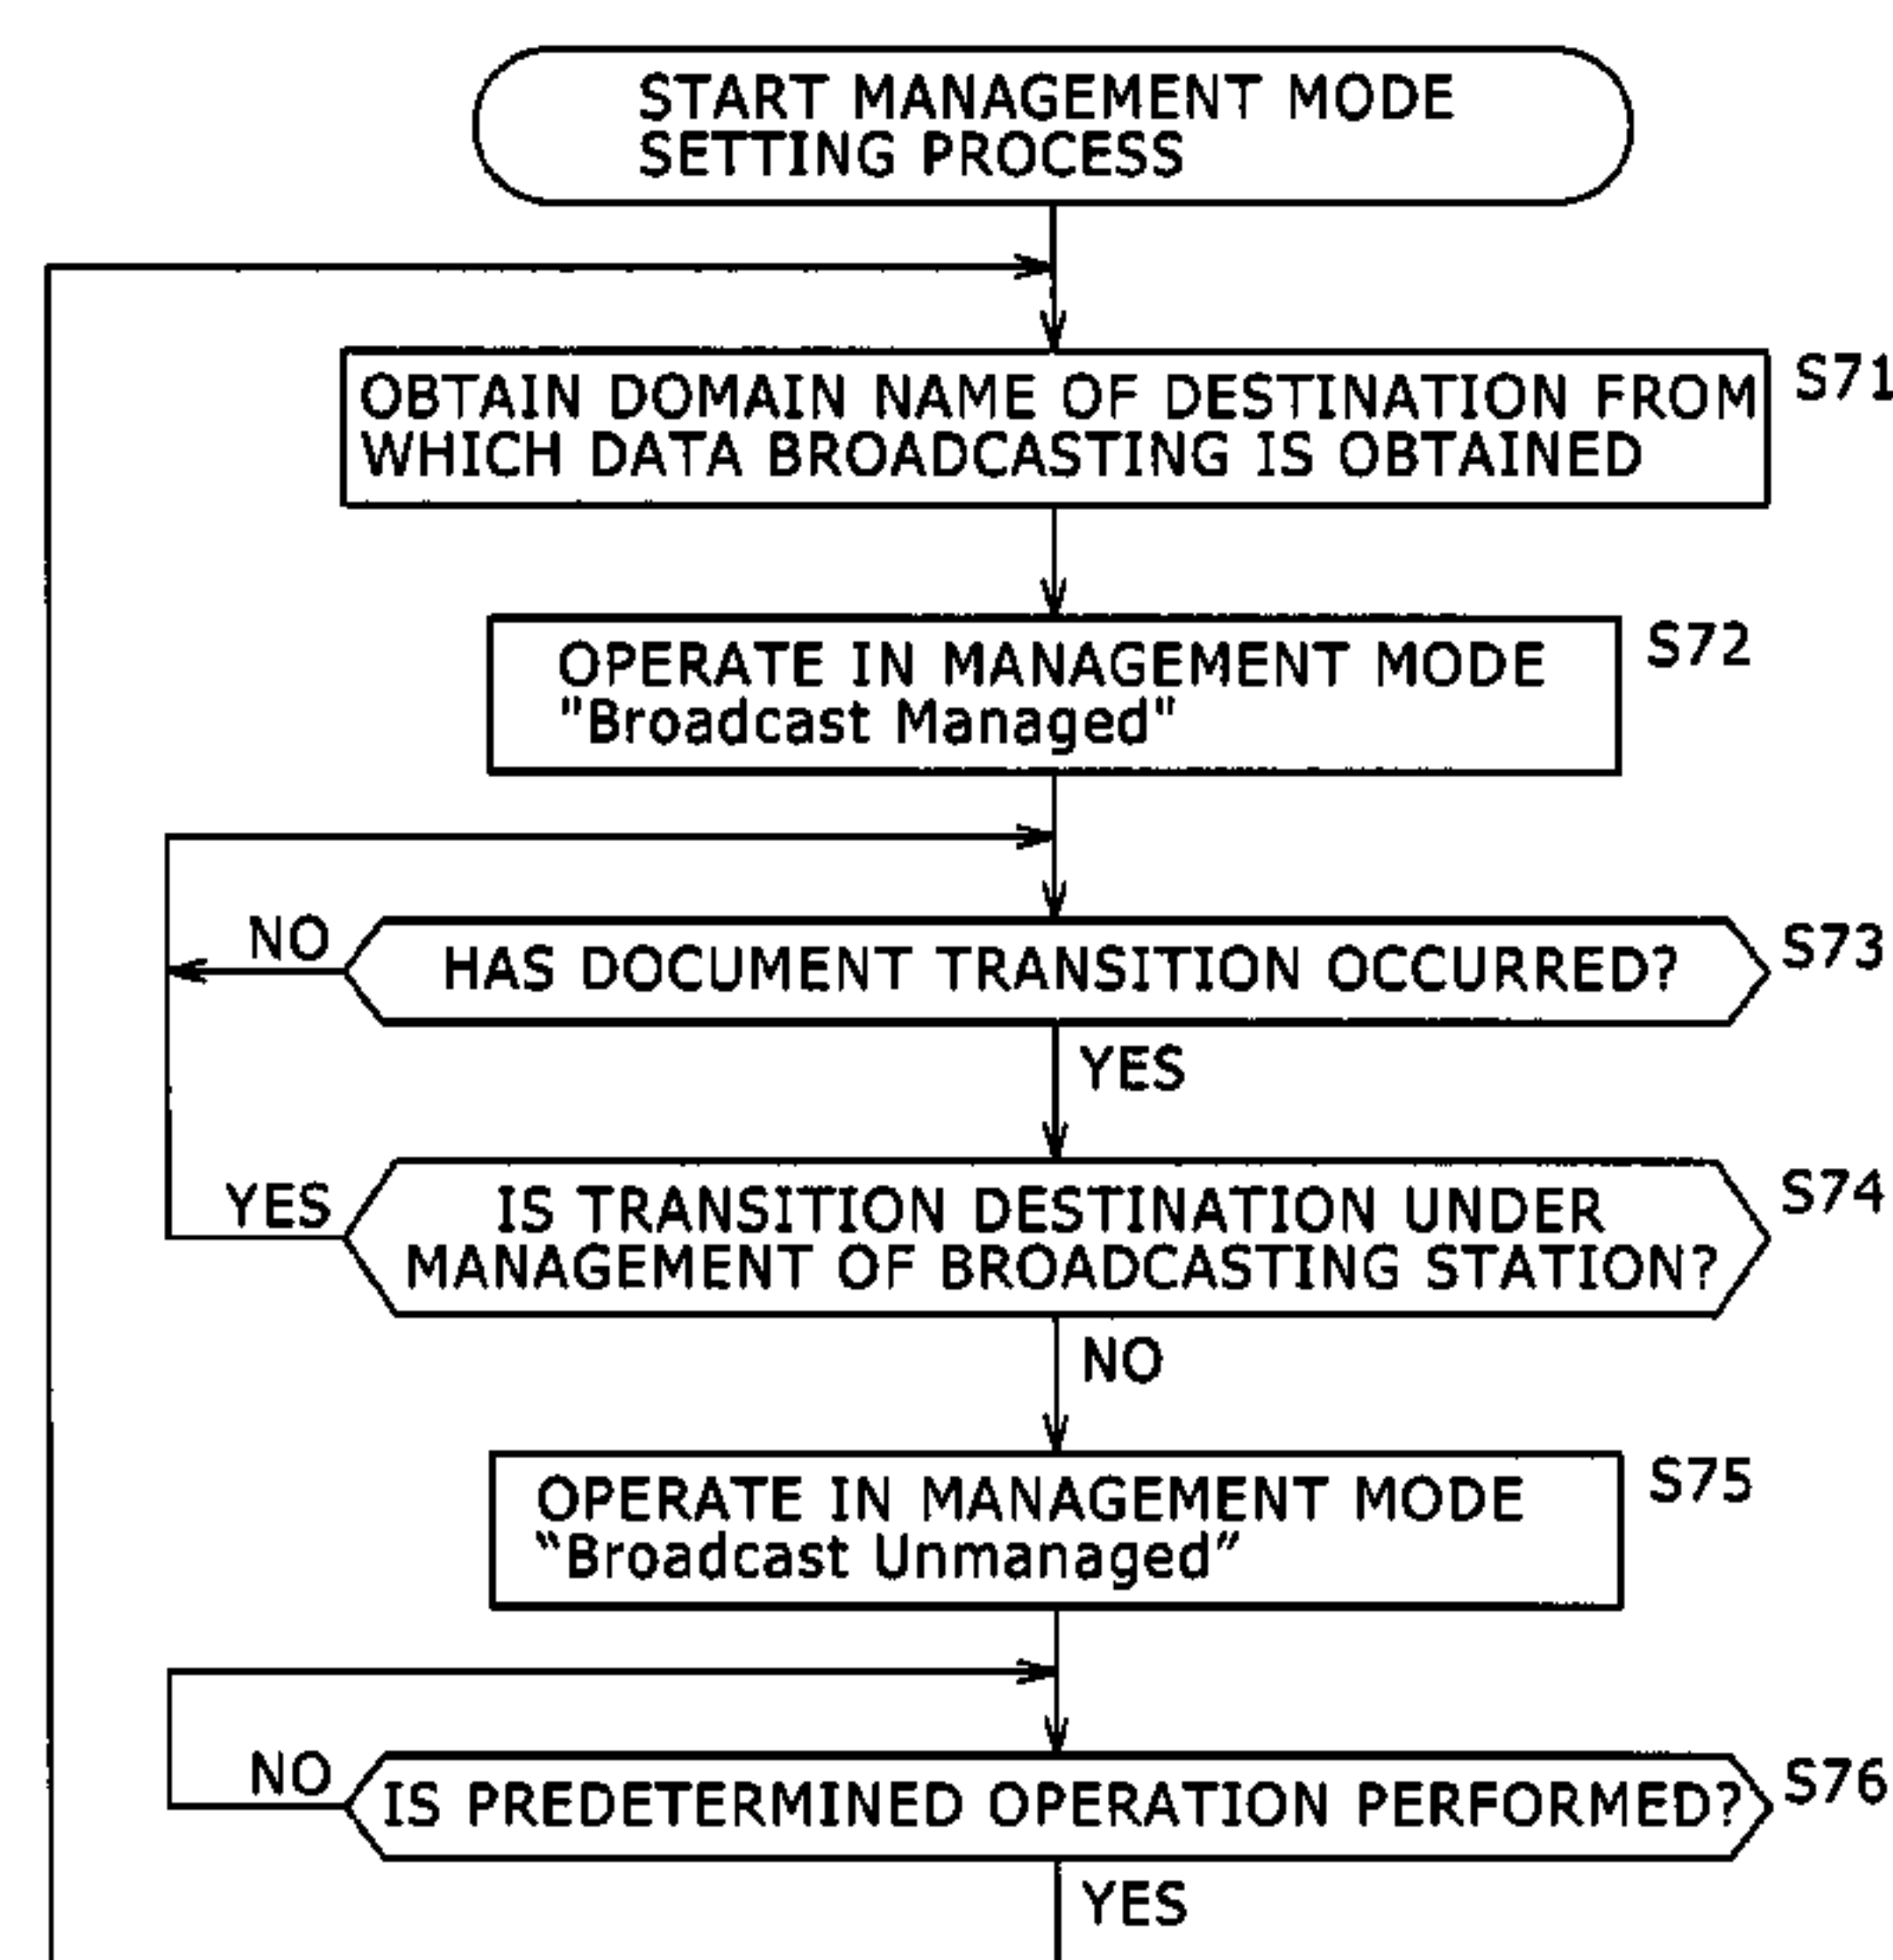 START MANAGEMENT MODE
SETTING PROCESS
OBTAIN DOMAIN NAME OF DESTINATION FROM
WHICH DATA BROADCASTING IS OBTAINED
S71
OPERATE IN MANAGEMENT MODE
"Broadcast Managed"
S72
NO
HAS DOCUMENT TRANSITION OCCURRED?
S73
YES
YES
IS TRANSITION DESTINATION UNDER
MANAGEMENT OF BROADCASTING STATION?
S74
NO
OPERATE IN MANAGEMENT MODE
“Broadcast Unmanaged”
S75
NO
IS PREDETERMINED OPERATION PERFORMED?
S76
YES